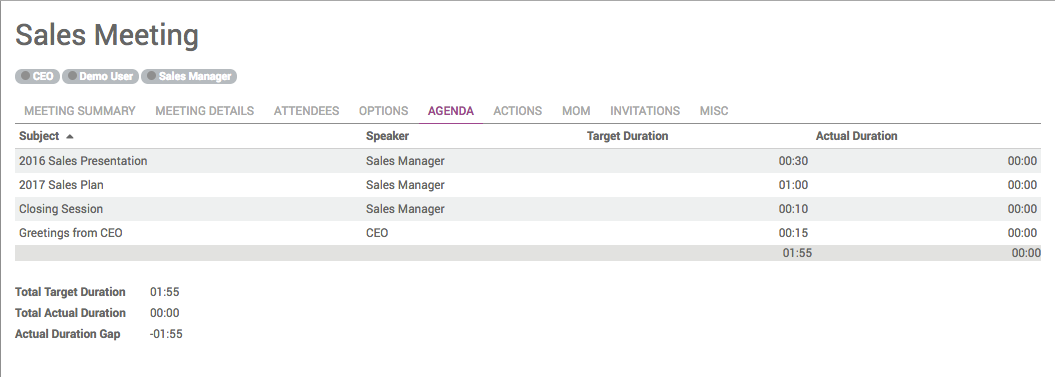 Sales Meeting
CEO Demo User Sales Manager
MEETING SUMMARY MEETING DETAILS ATTENDEES OPTIONS AGENDA ACTIONS MOM INVITATIONS MISC
Subject Speaker Target Duration Actual Duration
2016 Sales Presentation Sales Manager 00:30 00:00
2017 Sales Plan Sales Manager 01:00 00:00
Closing Session Sales Manager 00:10 00:00
Greetings from CEO CEO 00:15 00:00
01:55 00:00
Total Target Duration 01:55
Total Actual Duration 00:00
Actual Duration Gap -01:55